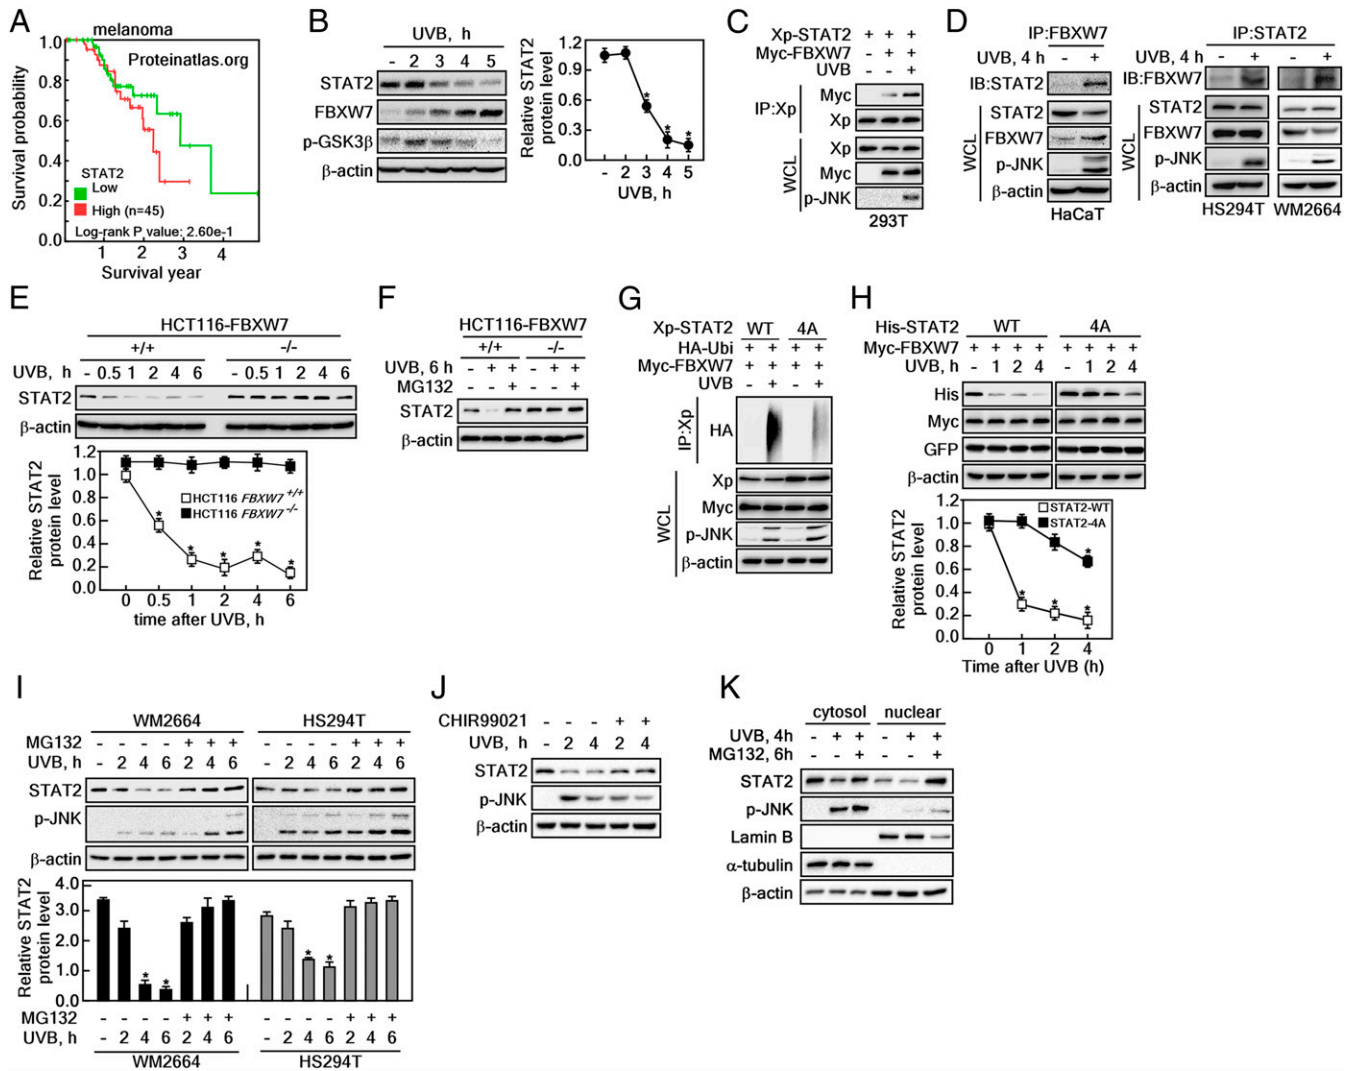 A
melanoma
Proteinatlas.org
Survival probability
1.0
0.8
0.6
0.4
0.2
0.0
STAT2
Low
High (n=45)
Log-rank P value: 2.60e-1
1 2 3 4
Survival year
B
UVB, h
- 2 3 4 5
STAT2
FBXW7
p-GSK3β
β-actin
Relative STAT2
protein level
1.2
0.9
0.6
0.3
0.0
* * *
- 2 3 4 5
UVB, h
C
Xp-STAT2 + + +
Myc-FBXW7 - + +
UVB +
IP:Xp
Myc
Xp
WCL
Xp
Myc
p-JNK
293T
D
IP:FBXW7
UVB, 4 h - +
IB:STAT2
WCL
STAT2
FBXW7
p-JNK
β-actin
HaCaT
IP:STAT2
UVB, 4 h - + - +
IB:FBXW7
WCL
STAT2
FBXW7
p-JNK
β-actin
HS294T WM2664
E
HCT116-FBXW7
+/+ -/-
UVB, h - 0.5 1 2 4 6 - 0.5 1 2 4 6
STAT2
β-actin
Relative STAT2
protein level
1.2
1.0
0.8
0.6
0.4
0.2
0.0
HCT116 FBXW7 +/+
HCT116 FBXW7 -/-
* * * * *
0 0.5 1 2 4 6
time after UVB, h
F
HCT116-FBXW7
+/+ -/-
UVB, 6 h - + + - + +
MG132 - - + - - +
STAT2
β-actin
G
Xp-STAT2 WT 4A
HA-Ubi + + + +
Myc-FBXW7 + + + +
UVB + +
IP:Xp
HA
WCL
Xp
Myc
p-JNK
β-actin
H
His-STAT2 WT 4A
Myc-FBXW7 + + + + + + + +
UVB, h - 1 2 4 - 1 2 4
His
Myc
GFP
β-actin
Relative STAT2
protein level
1.2
1.0
0.8
0.6
0.4
0.2
0.0
STAT2-WT
STAT2-4A
* * * *
0 1 2 4
Time after UVB (h)
I
WM2664 HS294T
MG132 - - - - + + + - - - - + + +
UVB, h - 2 4 6 2 4 6 - 2 4 6 2 4 6
STAT2
p-JNK
β-actin
Relative STAT2
protein level
4.0
3.0
2.0
1.0
0.0
* * * *
MG132 - - - - + + + - - - - + + +
UVB, h - 2 4 6 2 4 6 - 2 4 6 2 4 6
WM2664 HS294T
J
CHIR99021 - - - + +
UVB, h - 2 4 2 4
STAT2
p-JNK
β-actin
K
cytosol nuclear
UVB, 4h - + + - + +
MG132, 6h - - + - - +
STAT2
p-JNK
Lamin B
α-tubulin
β-actin